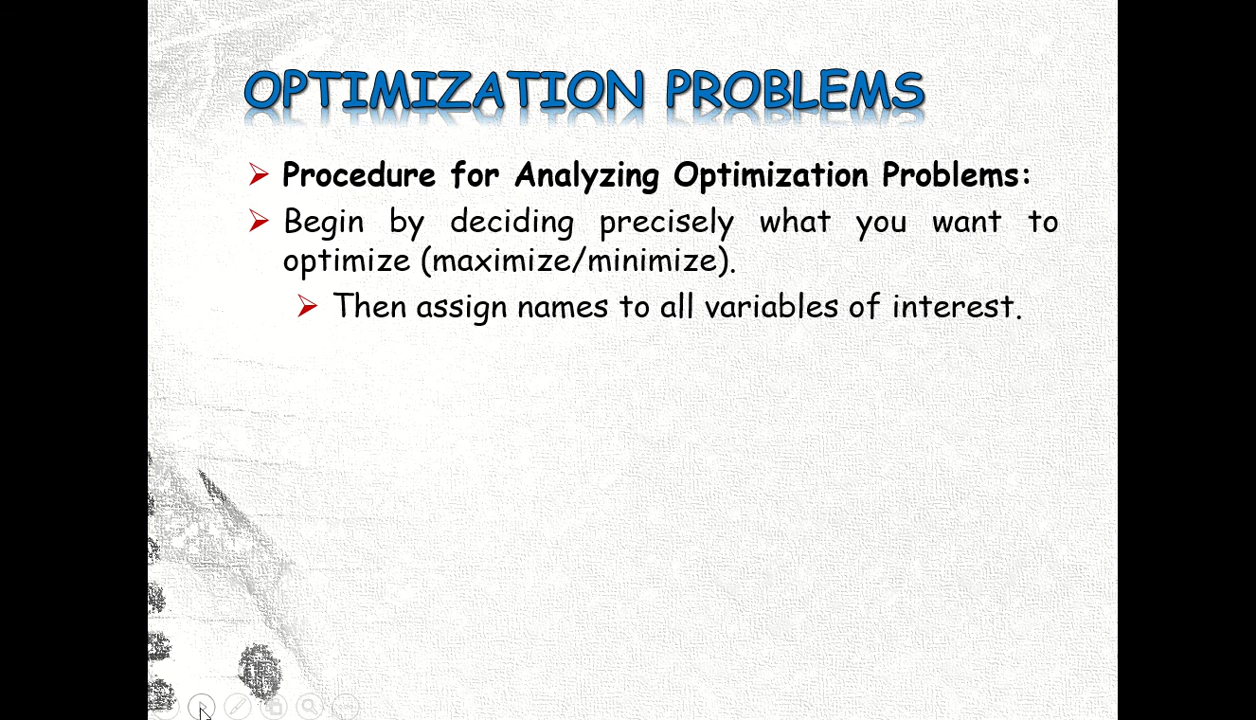 OPTIMIZATION PROBLEMS
Procedure for Analyzing Optimization Problems:
Begin by deciding precisely what you want to
optimize (maximize/minimize).
Then assign names to all variables of interest.